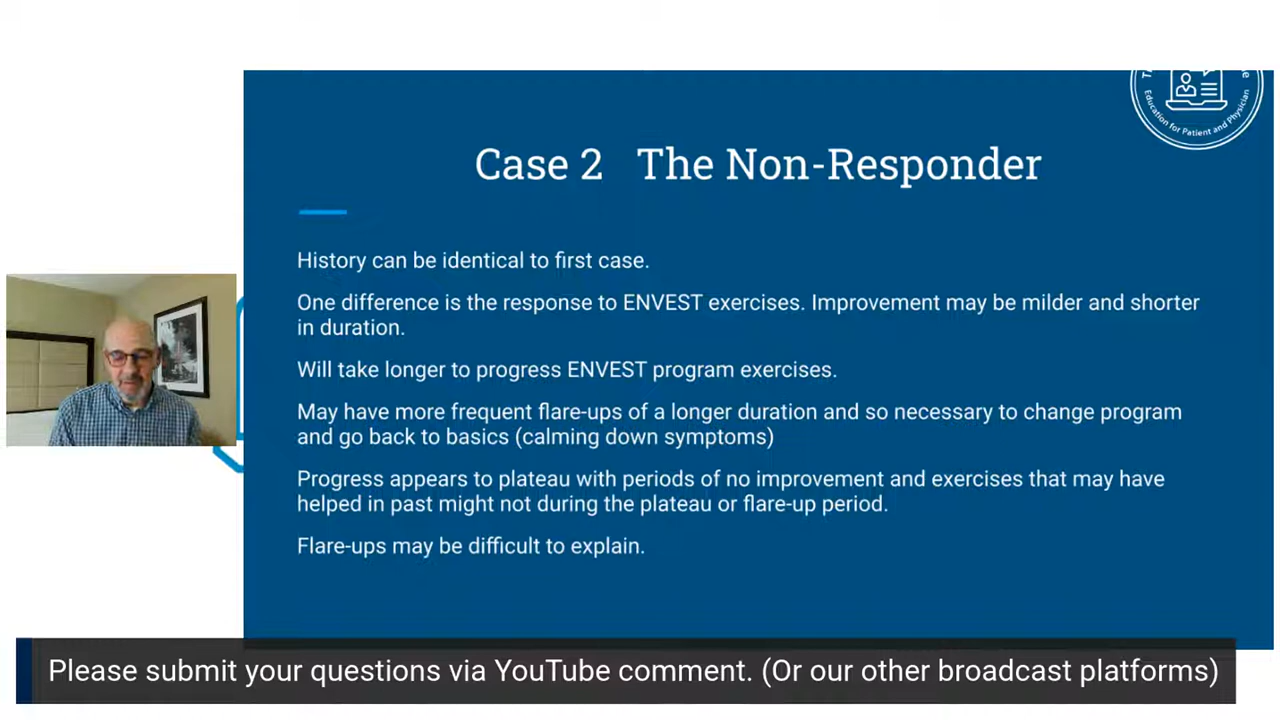 Education for Patient and Physician
Case 2 The Non-Responder
History can be identical to first case.
One difference is the response to ENVEST exercises. Improvement may be milder and shorter
in duration.
Will take longer to progress ENVEST program exercises.
May have more frequent flare-ups of a longer duration and so necessary to change program
and go back to basics (calming down symptoms)
Progress appears to plateau with periods of no improvement and exercises that may have
helped in past might not during the plateau or flare-up period.
Flare-ups may be difficult to explain.
Please submit your questions via YouTube comment. (Or our other broadcast platforms)